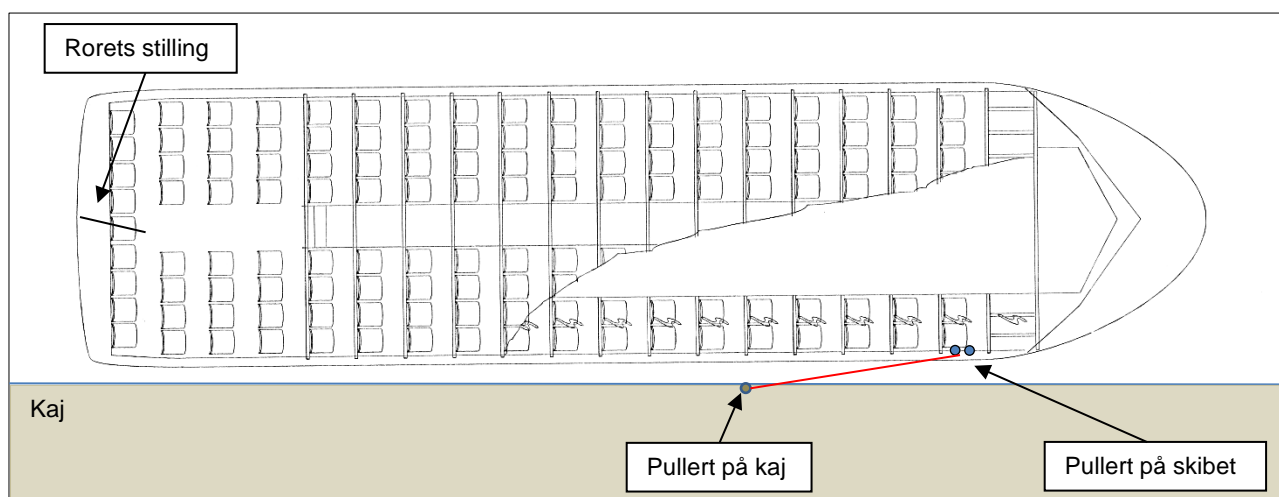 Rorets stilling
Kaj
Pullert på kaj
Pullert på skibet